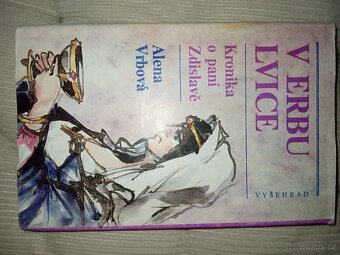 V ERBU
LVICE
Kronika
o paní
Zdislavě
Alena
Vrbová
VYŠEHRAD